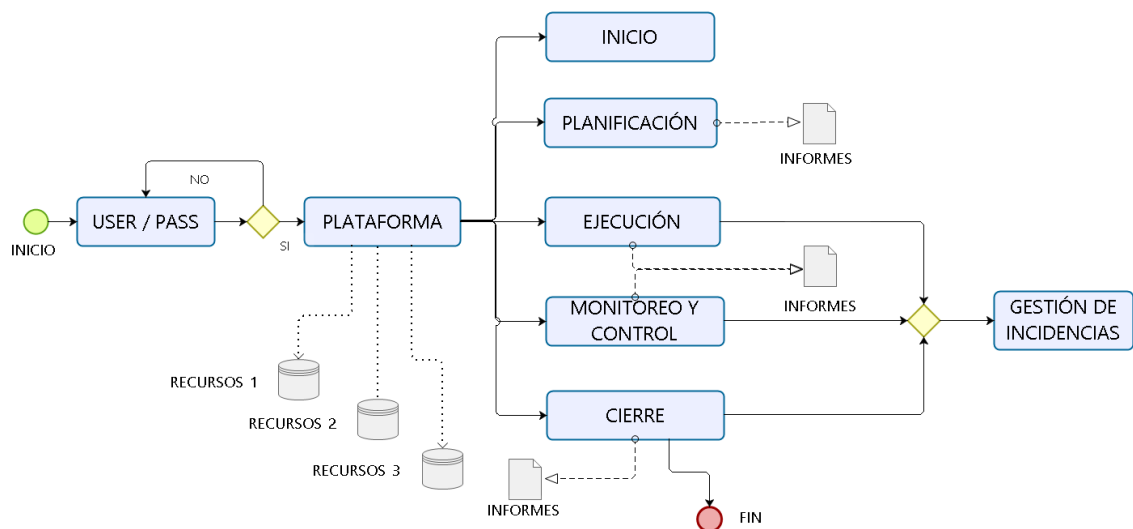 INICIO
PLANIFICACIÓN
INFORMES
NO
USER / PASS
PLATAFORMA
EJECUCIÓN
INICIO
SI
INFORMES
MONITOREO Y
CONTROL
GESTIÓN DE
INCIDENCIAS
RECURSOS 1
RECURSOS 2
RECURSOS 3
CIERRE
INFORMES
FIN